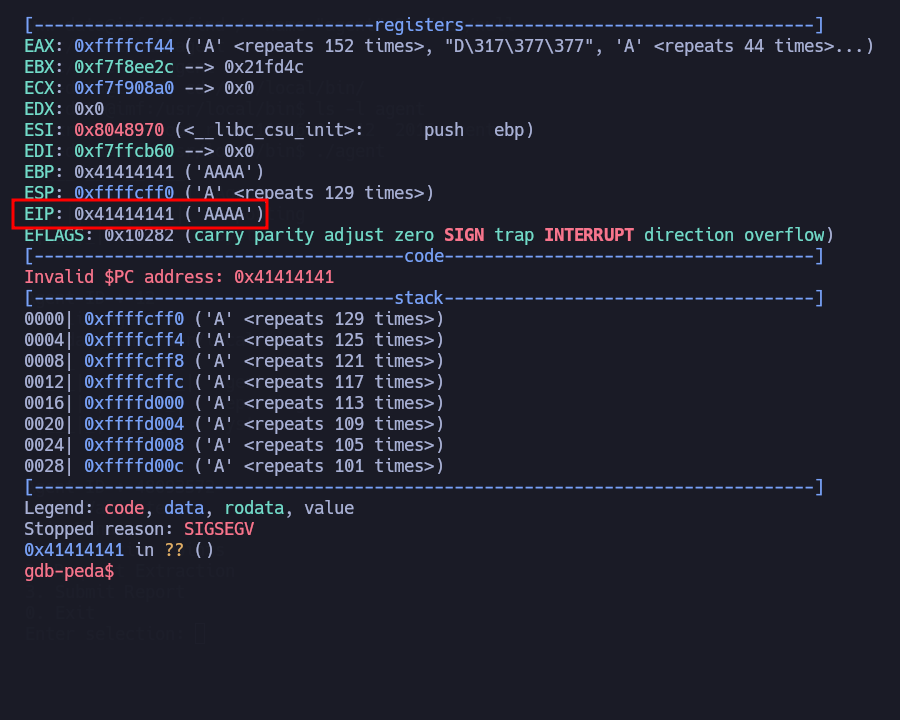 [----------------------------------registers-----------------------------------]
EAX: 0xffffcf44 ('A' <repeats 152 times>, "D\317\377\377", 'A' <repeats 44 times>...)
EBX: 0xf7f8ee2c --> 0x21fd4c
ECX: 0xf7f908a0 --> 0x0
EDX: 0x0
ESI: 0x8048970 (<__libc_csu_init>:      push   ebp)
EDI: 0xf7ffcb60 --> 0x0
EBP: 0x41414141 ('AAAA')
ESP: 0xffffcff0 ('A' <repeats 129 times>)
EIP: 0x41414141 ('AAAA')
EFLAGS: 0x10282 (carry parity adjust zero SIGN trap INTERRUPT direction overflow)
[-------------------------------------code-------------------------------------]
Invalid $PC address: 0x41414141
[------------------------------------stack-------------------------------------]
0000| 0xffffcff0 ('A' <repeats 129 times>)
0004| 0xffffcff4 ('A' <repeats 125 times>)
0008| 0xffffcff8 ('A' <repeats 121 times>)
0012| 0xffffcffc ('A' <repeats 117 times>)
0016| 0xffffd000 ('A' <repeats 113 times>)
0020| 0xffffd004 ('A' <repeats 109 times>)
0024| 0xffffd008 ('A' <repeats 105 times>)
0028| 0xffffd00c ('A' <repeats 101 times>)
[------------------------------------------------------------------------------]
Legend: code, data, rodata, value
Stopped reason: SIGSEGV
0x41414141 in ?? ()
gdb-peda$